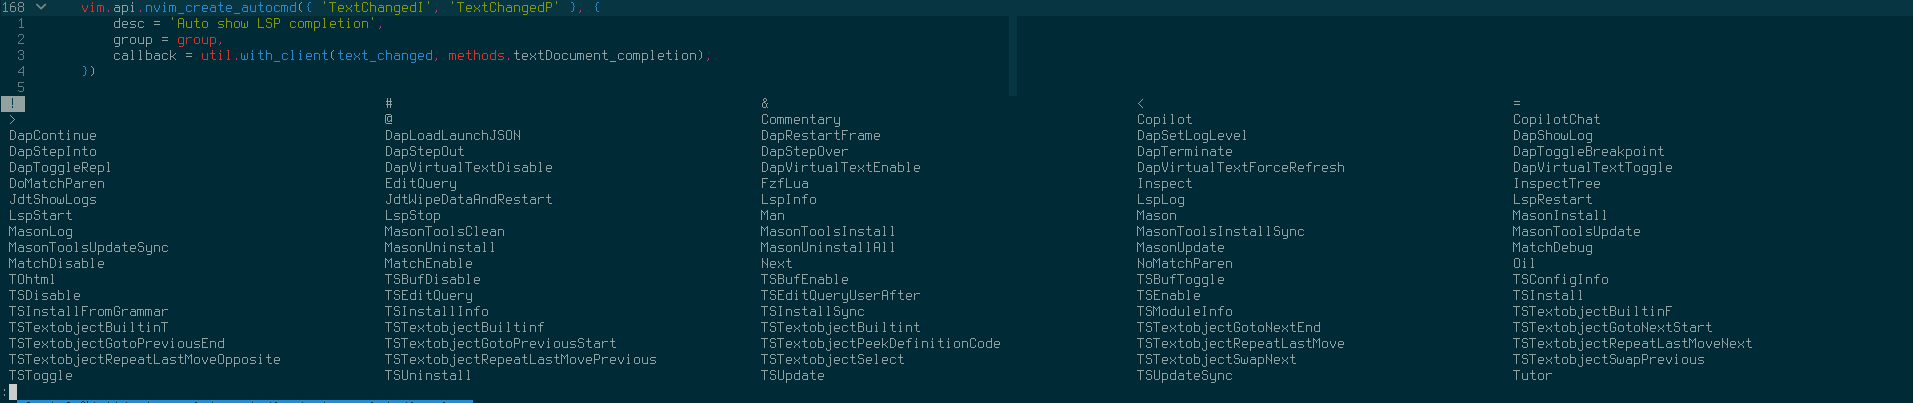 168 vim.api.nvim_create_autocmd({ 'TextChangedI', 'TextChangedP' }, {
1 desc = 'Auto show LSP completion',
2 group = group,
3 callback = util.with_client(text_changed, methods.textDocument_completion),
4 })
5
! # & < =
> @ Commentary Copilot CopilotChat
DapContinue DapLoadLaunchJSON DapRestartFrame DapSetLogLevel DapShowLog
DapStepInto DapStepOut DapStepOver DapTerminate DapToggleBreakpoint
DapToggleRepl DapVirtualTextDisable DapVirtualTextEnable DapVirtualTextForceRefresh DapVirtualTextToggle
DoMatchParen EditQuery FzfLua Inspect InspectTree
JdtShowLogs JdtWipeDataAndRestart LspInfo LspLog LspRestart
LspStart LspStop Man Mason MasonInstall
MasonLog MasonToolsClean MasonToolsInstall MasonToolsInstallSync MasonToolsUpdate
MasonToolsUpdateSync MasonUninstall MasonUninstallAll MasonUpdate MatchDebug
MatchDisable MatchEnable Next NoMatchParen Oil
TOhtml TSBufDisable TSBufEnable TSBufToggle TSConfigInfo
TSDisable TSEditQuery TSEditQueryUserAfter TSEnable TSInstall
TSInstallFromGrammar TSInstallInfo TSInstallSync TSModuleInfo TSTextobjectBuiltinF
TSTextobjectBuiltinT TSTextobjectBuiltinf TSTextobjectBuiltint TSTextobjectGotoNextEnd TSTextobjectGotoNextStart
TSTextobjectGotoPreviousEnd TSTextobjectGotoPreviousStart TSTextobjectPeekDefinitionCode TSTextobjectRepeatLastMove TSTextobjectRepeatLastMoveNext
TSTextobjectRepeatLastMoveOpposite TSTextobjectRepeatLastMovePrevious TSTextobjectSelect TSTextobjectSwapNext TSTextobjectSwapPrevious
TSToggle TSUninstall TSUpdate TSUpdateSync Tutor
: